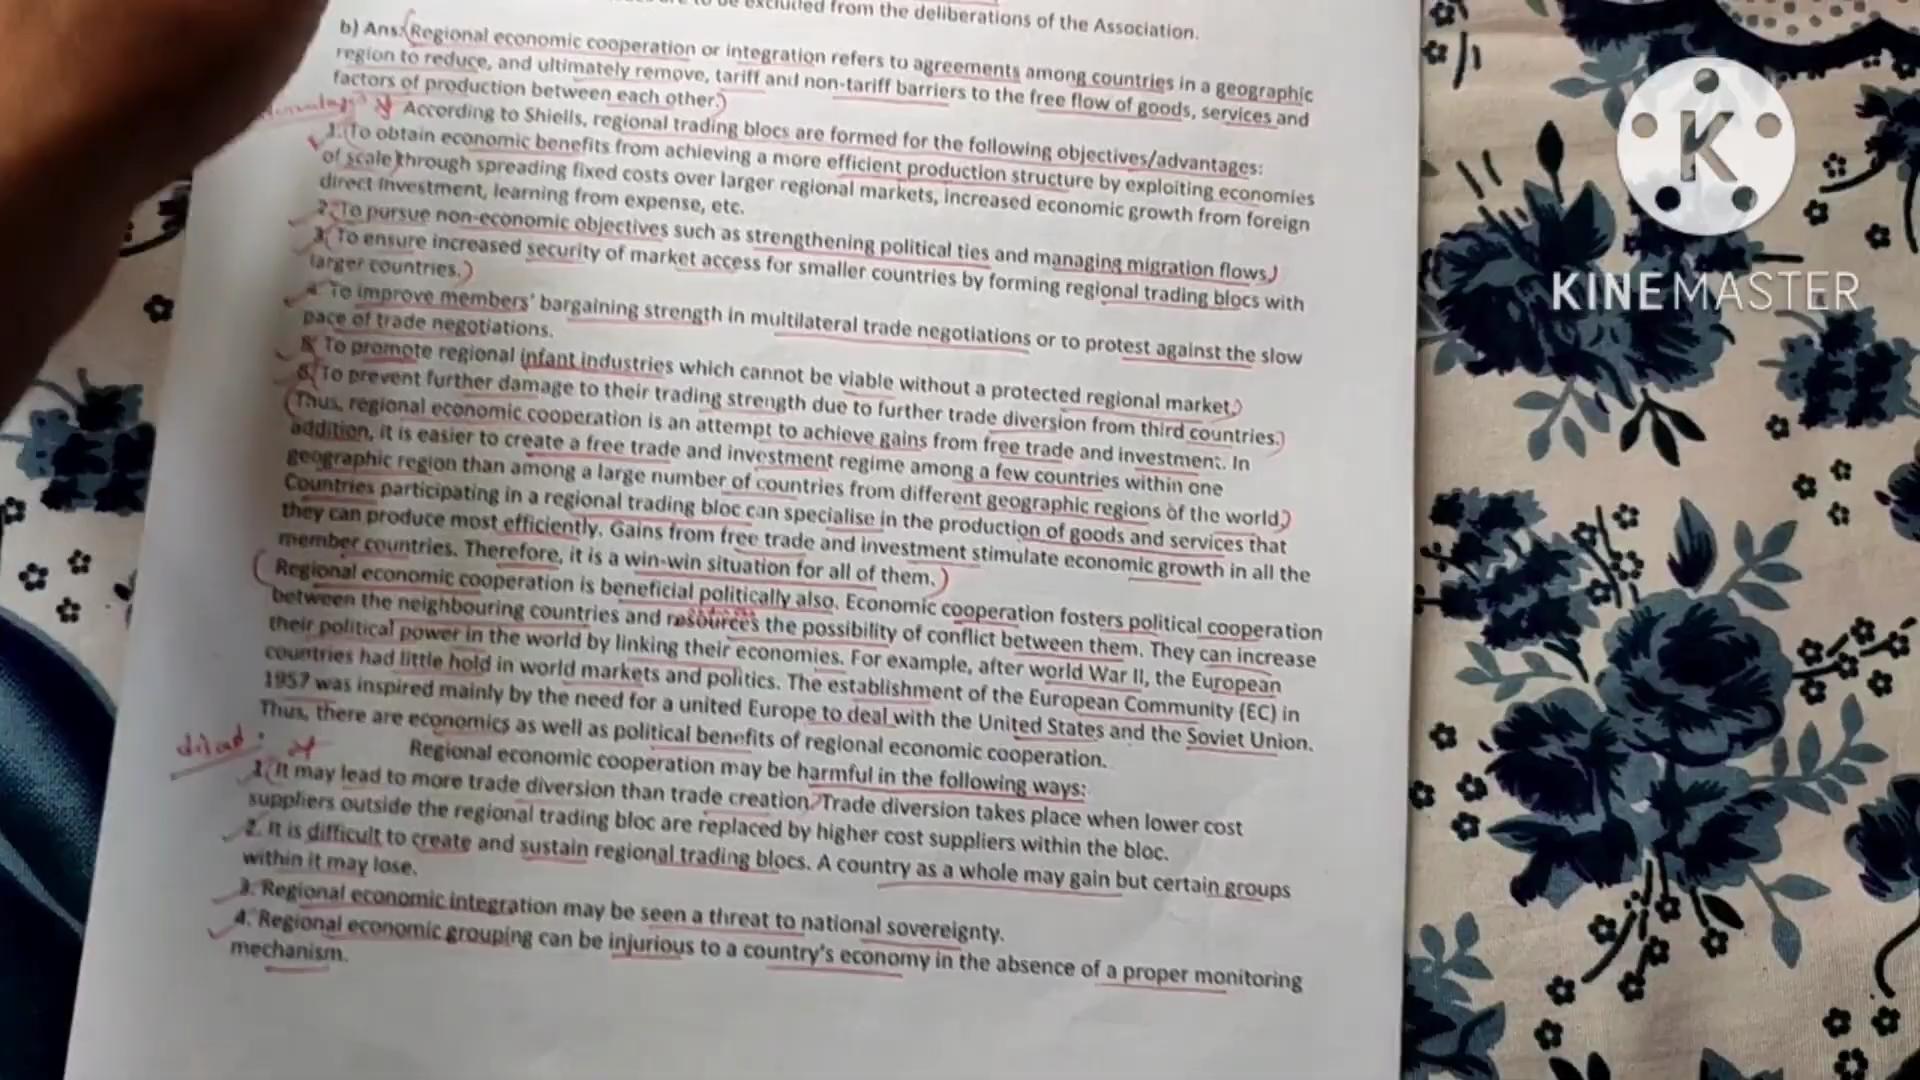 be excluded from the deliberations of the Association.
b) Ans: Regional economic cooperation or integration refers to agreements among countries in a geographic
region to reduce, and ultimately remove, tariff and non-tariff barriers to the free flow of goods, services and
factors of production between each other.
According to Shiells, regional trading blocs are formed for the following objectives/advantages:
1. To obtain economic benefits from achieving a more efficient production structure by exploiting economies
of scale through spreading fixed costs over larger regional markets, increased economic growth from foreign
direct investment, learning from expense, etc.
2. To pursue non-economic objectives such as strengthening political ties and managing migration flows.
3. To ensure increased security of market access for smaller countries by forming regional trading blocs with
larger countries.
4. To improve members' bargaining strength in multilateral trade negotiations or to protest against the slow
pace of trade negotiations.
5. To promote regional infant industries which cannot be viable without a protected regional market.
6. To prevent further damage to their trading strength due to further trade diversion from third countries.
Thus, regional economic cooperation is an attempt to achieve gains from free trade and investment. In
addition, it is easier to create a free trade and investment regime among a few countries within one
geographic region than among a large number of countries from different geographic regions of the world.
Countries participating in a regional trading bloc can specialise in the production of goods and services that
they can produce most efficiently. Gains from free trade and investment stimulate economic growth in all the
member countries. Therefore, it is a win-win situation for all of them.
Regional economic cooperation is beneficial politically also. Economic cooperation fosters political cooperation
between the neighbouring countries and the possibility of conflict between them. They can increase
their political power in the world by linking their economies. For example, after world War II, the European
countries had little hold in world markets and politics. The establishment of the European Community (EC) in
1957 was inspired mainly by the need for a united Europe to deal with the United States and the Soviet Union.
Thus, there are economics as well as political benefits of regional economic cooperation.
Regional economic cooperation may be harmful in the following ways:
1. It may lead to more trade diversion than trade creation. Trade diversion takes place when lower cost
suppliers outside the regional trading bloc are replaced by higher cost suppliers within the bloc.
2. It is difficult to create and sustain regional trading blocs. A country as a whole may gain but certain groups
within it may lose.
3. Regional economic integration may be seen a threat to national sovereignty.
4. Regional economic grouping can be injurious to a country's economy in the absence of a proper monitoring
mechanism.
K
KINEMASTER